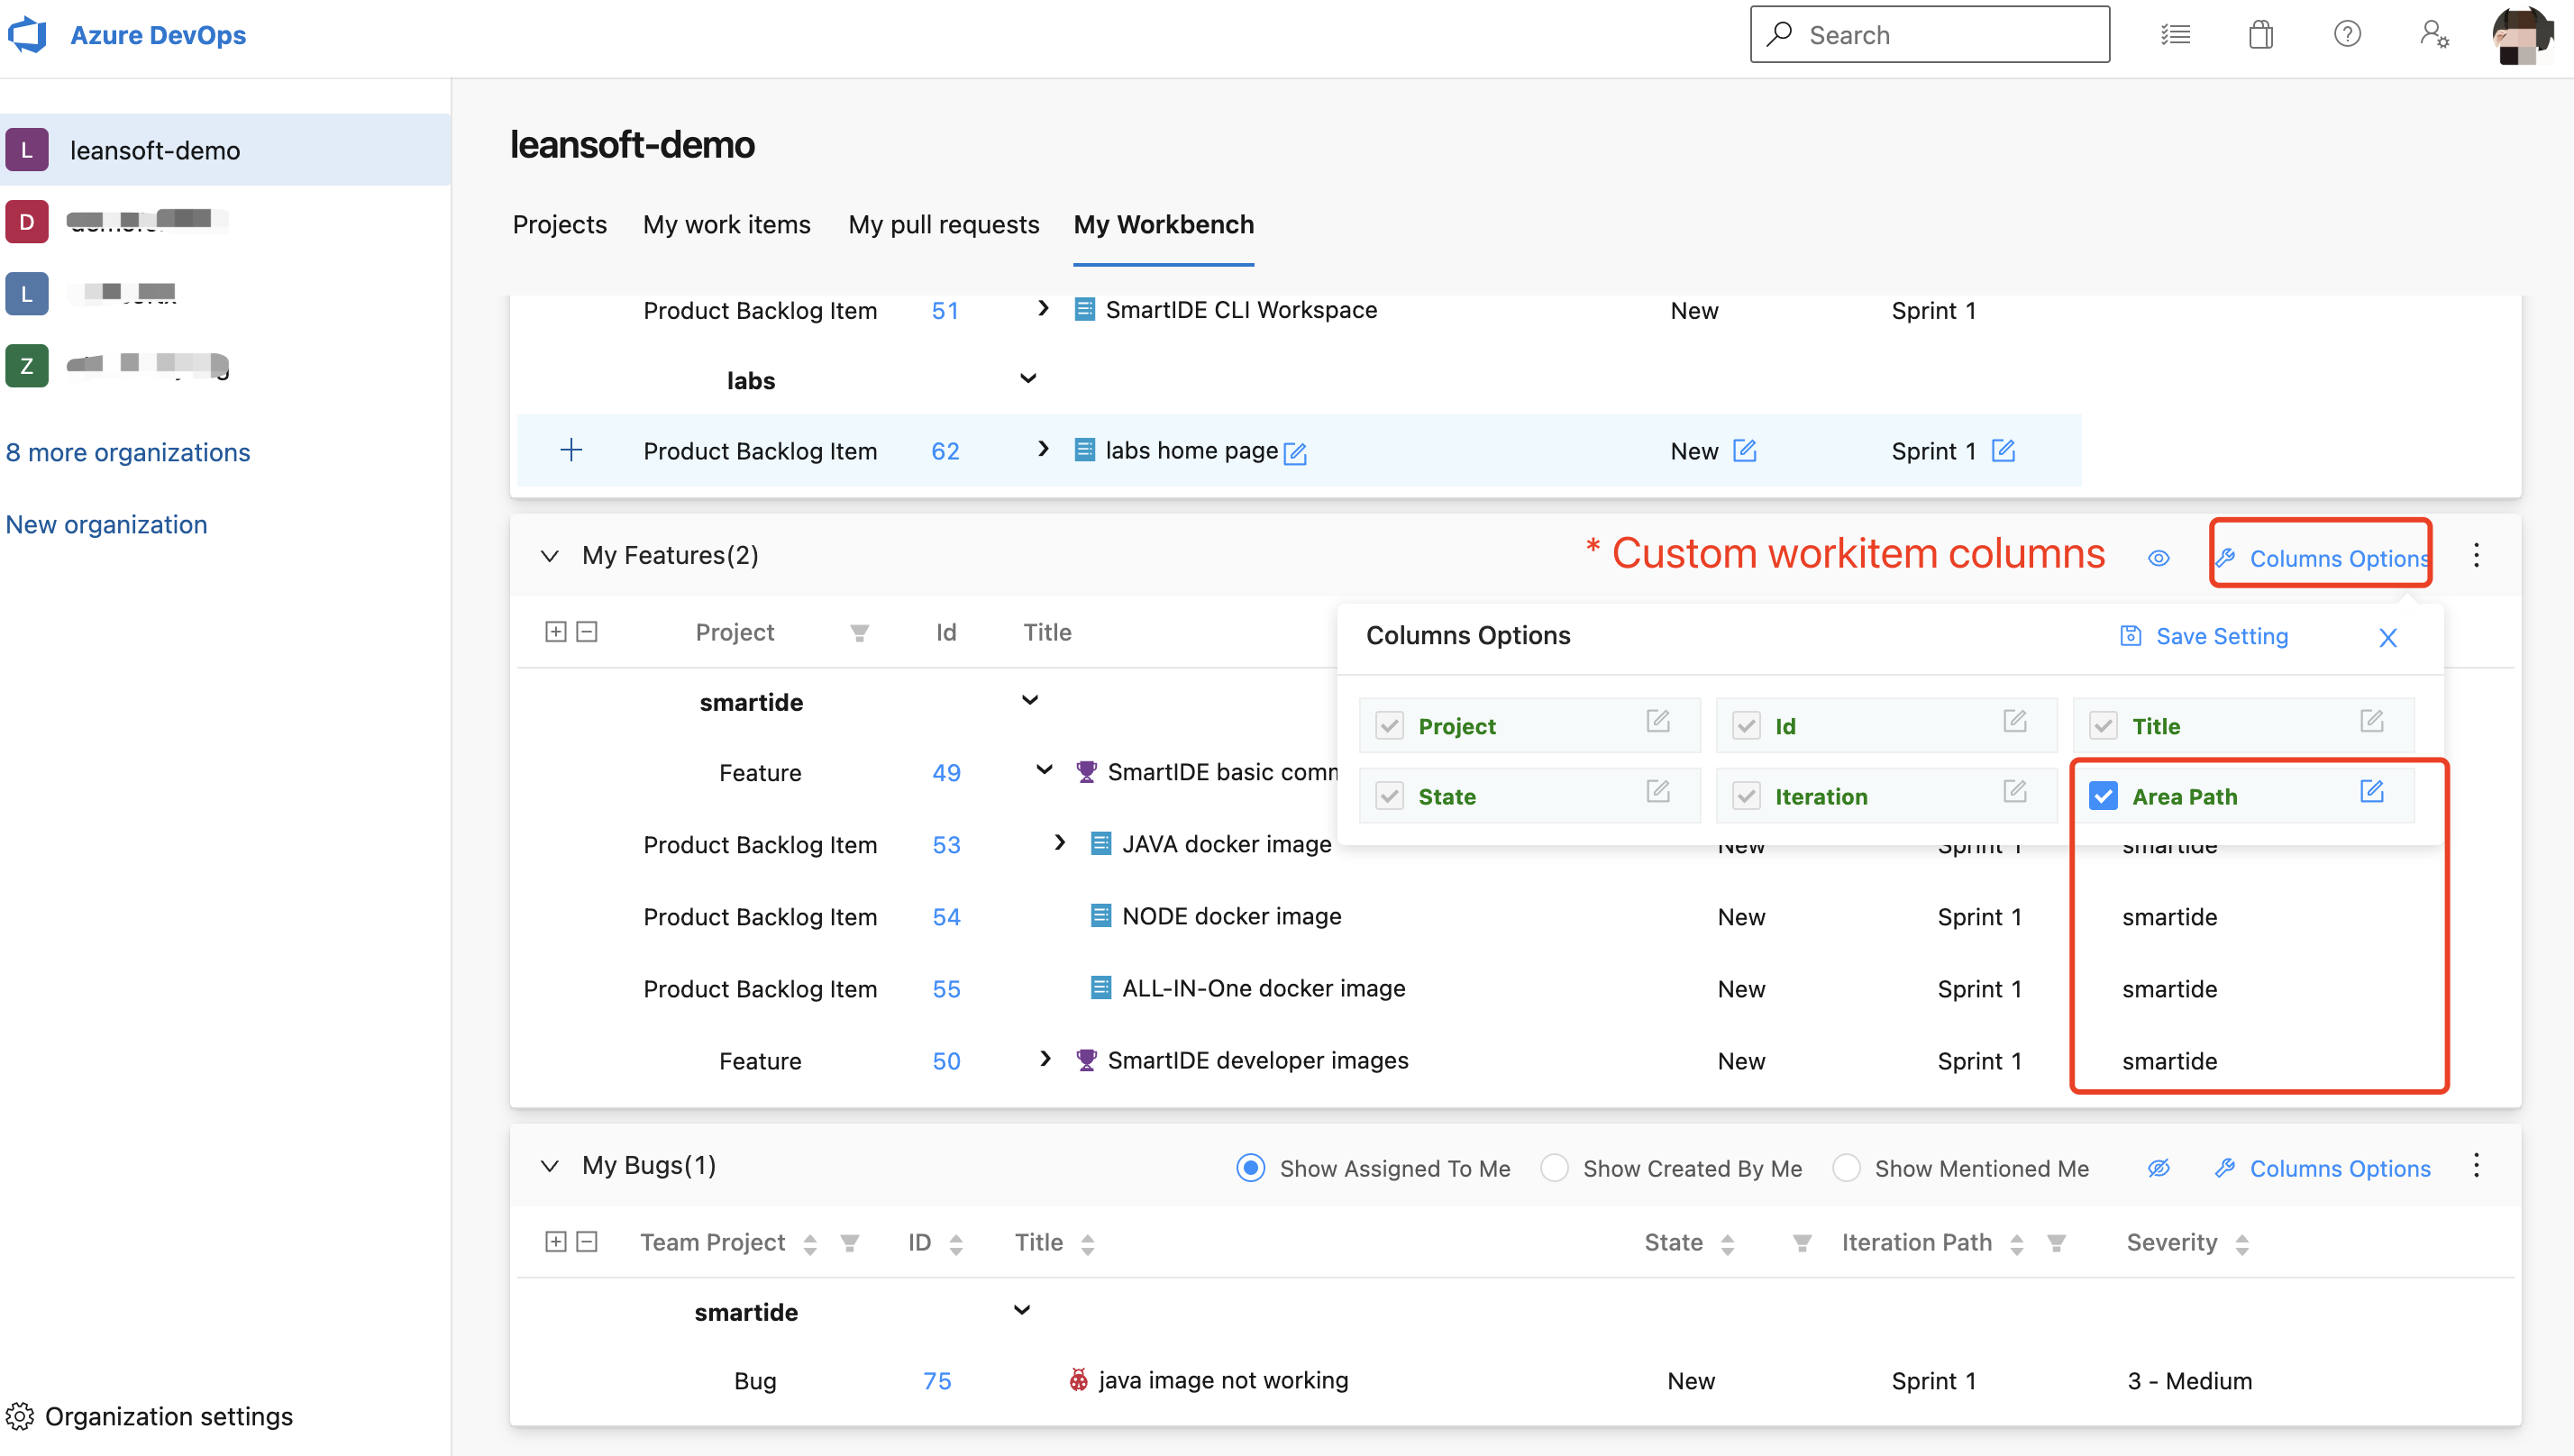 Azure DevOps
Search
L leansoft-demo
D
L
Z
8 more organizations
New organization
Organization settings
leansoft-demo
Projects My work items My pull requests My Workbench
Product Backlog Item 51 SmartIDE CLI Workspace New Sprint 1
labs
Product Backlog Item 62 labs home page New Sprint 1
My Features(2) * Custom workitem columns Columns Options
Project Id Title
Columns Options Save Setting
Project Id Title
State Iteration Area Path
smartide
Feature 49 SmartIDE basic comm
Product Backlog Item 53 JAVA docker image New Sprint 1 smartide
Product Backlog Item 54 NODE docker image New Sprint 1 smartide
Product Backlog Item 55 ALL-IN-One docker image New Sprint 1 smartide
Feature 50 SmartIDE developer images New Sprint 1 smartide
My Bugs(1) Show Assigned To Me Show Created By Me Show Mentioned Me Columns Options
Team Project ID Title State Iteration Path Severity
smartide
Bug 75 java image not working New Sprint 1 3 - Medium